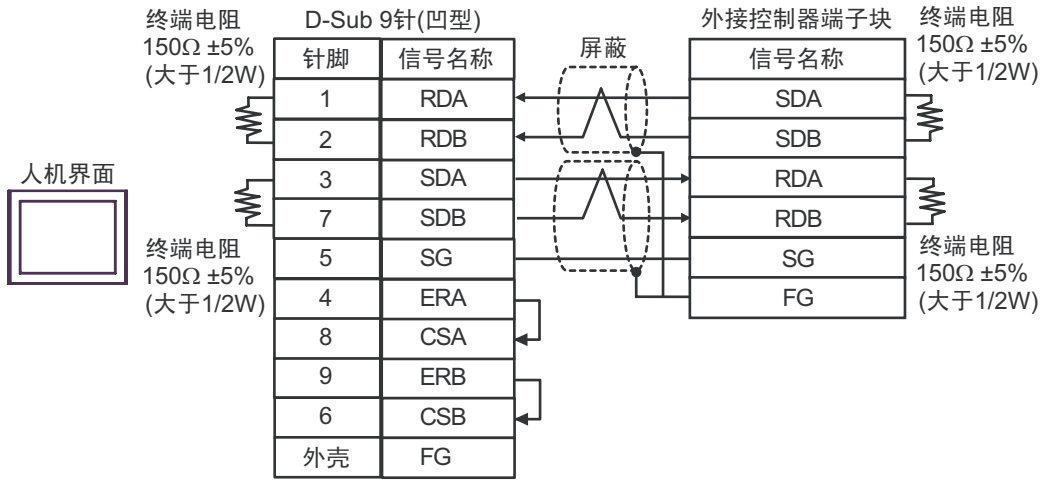 终端电阻
150Ω ±5%
(大于1/2W)
D-Sub 9针(凹型)
屏蔽
外接控制器端子块
终端电阻
150Ω ±5%
(大于1/2W)
针脚 信号名称
信号名称
1 RDA SDA
2 RDB SDB
人机界面
3 SDA RDA
7 SDB RDB
5 SG SG
4 ERA FG
8 CSA
9 ERB
6 CSB
外壳 FG
终端电阻
150Ω ±5%
(大于1/2W)
终端电阻
150Ω ±5%
(大于1/2W)